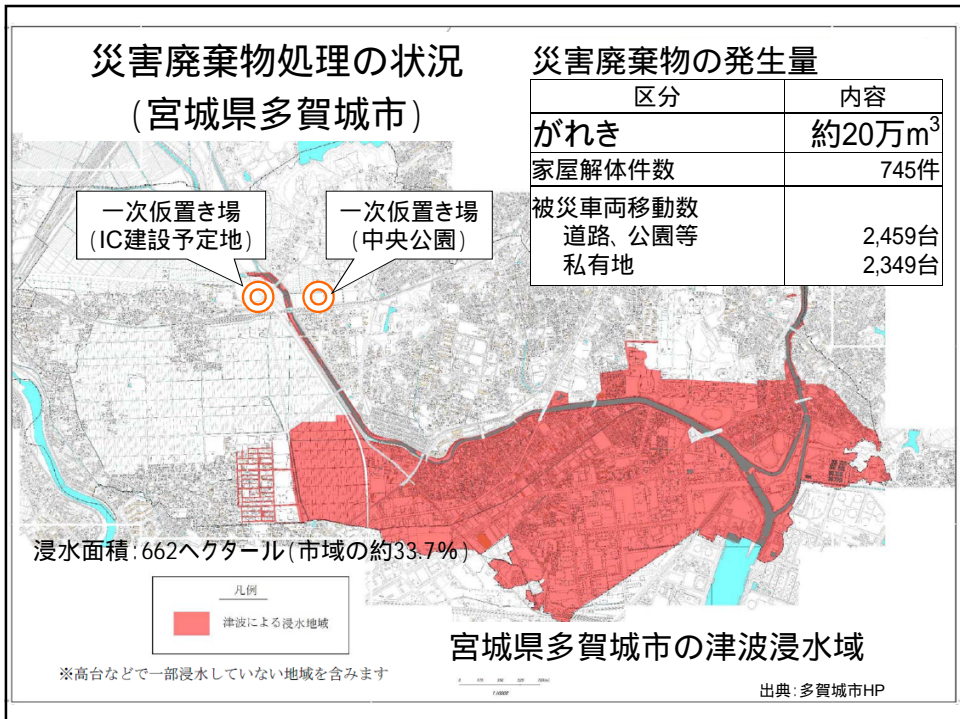 災害廃棄物処理の状況
(宮城県多賀城市)
災害廃棄物の発生量
区分 内容
がれき 約20万m³
家屋解体件数 745件
被災車両移動数
道路、公園等 2,459台
私有地 2,349台
一次仮置き場
(IC建設予定地)
一次仮置き場
(中央公園)
浸水面積:662ヘクタール(市域の約33.7%)
凡例
津波による浸水地域
※高台などで一部浸水していない地域を含みます
宮城県多賀城市の津波浸水域
出典:多賀城市HP